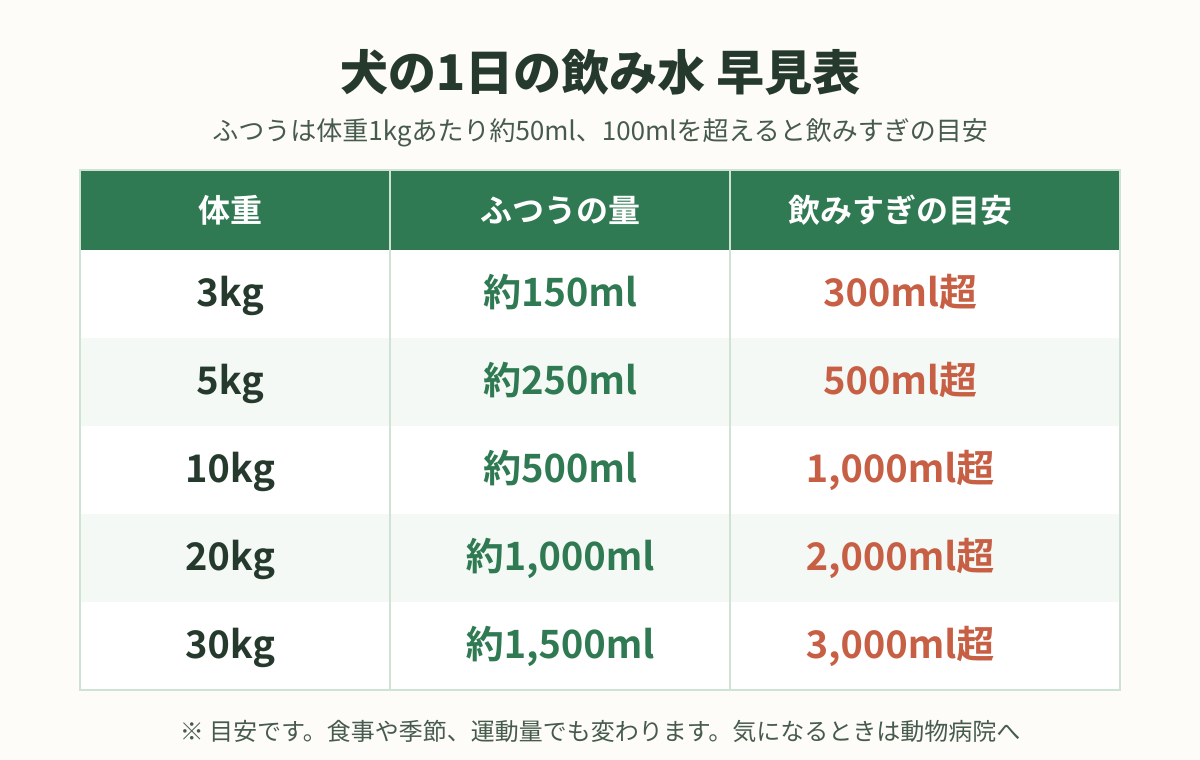 犬の1日の飲み水 早見表
ふつうは体重1kgあたり約50ml、100mlを超えると飲みすぎの目安
体重 ふつうの量 飲みすぎの目安
3kg 約150ml 300ml超
5kg 約250ml 500ml超
10kg 約500ml 1,000ml超
20kg 約1,000ml 2,000ml超
30kg 約1,500ml 3,000ml超
※ 目安です。食事や季節、運動量でも変わります。気になるときは動物病院へ